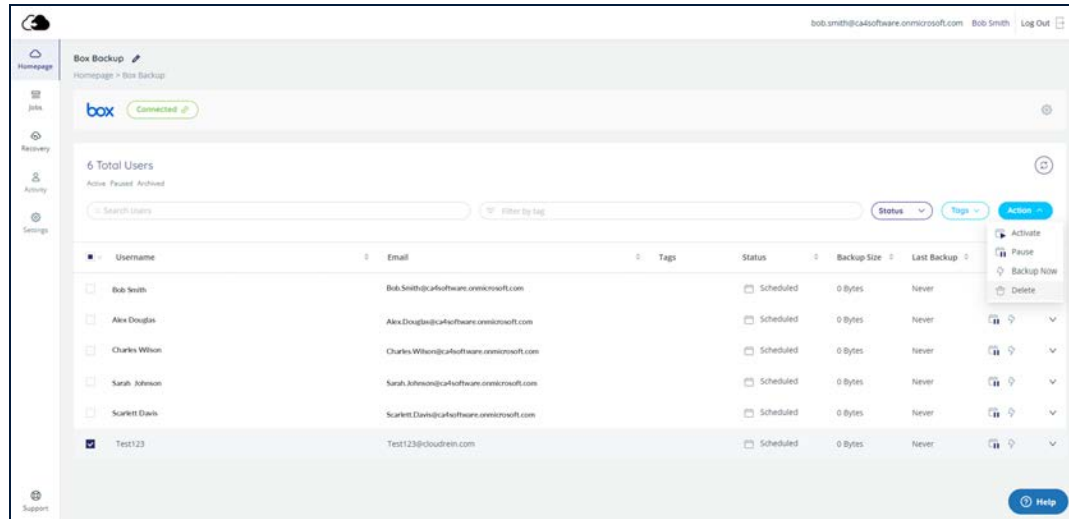 bob.smith@ca4software.onmicrosoft.com Bob Smith Log Out
Homepage
Box Backup
Homepage > Box Backup
Jobs
box Connected
Recovery
6 Total Users
Active Paused Archived
Activity
Search Users Filter by tag Status Tags Action
Settings
Activate
Pause
Backup Now
Delete
Username Email Tags Status Backup Size Last Backup
Bob Smith Bob.Smith@ca4software.onmicrosoft.com Scheduled 0 Bytes Never
Alex Douglas Alex.Douglas@ca4software.onmicrosoft.com Scheduled 0 Bytes Never
Charles Wilson Charles.Wilson@ca4software.onmicrosoft.com Scheduled 0 Bytes Never
Sarah Johnson Sarah.Johnson@ca4software.onmicrosoft.com Scheduled 0 Bytes Never
Scarlett Davis Scarlett.Davis@ca4software.onmicrosoft.com Scheduled 0 Bytes Never
Test123 Test123@cloudrein.com Scheduled 0 Bytes Never
Support
Help